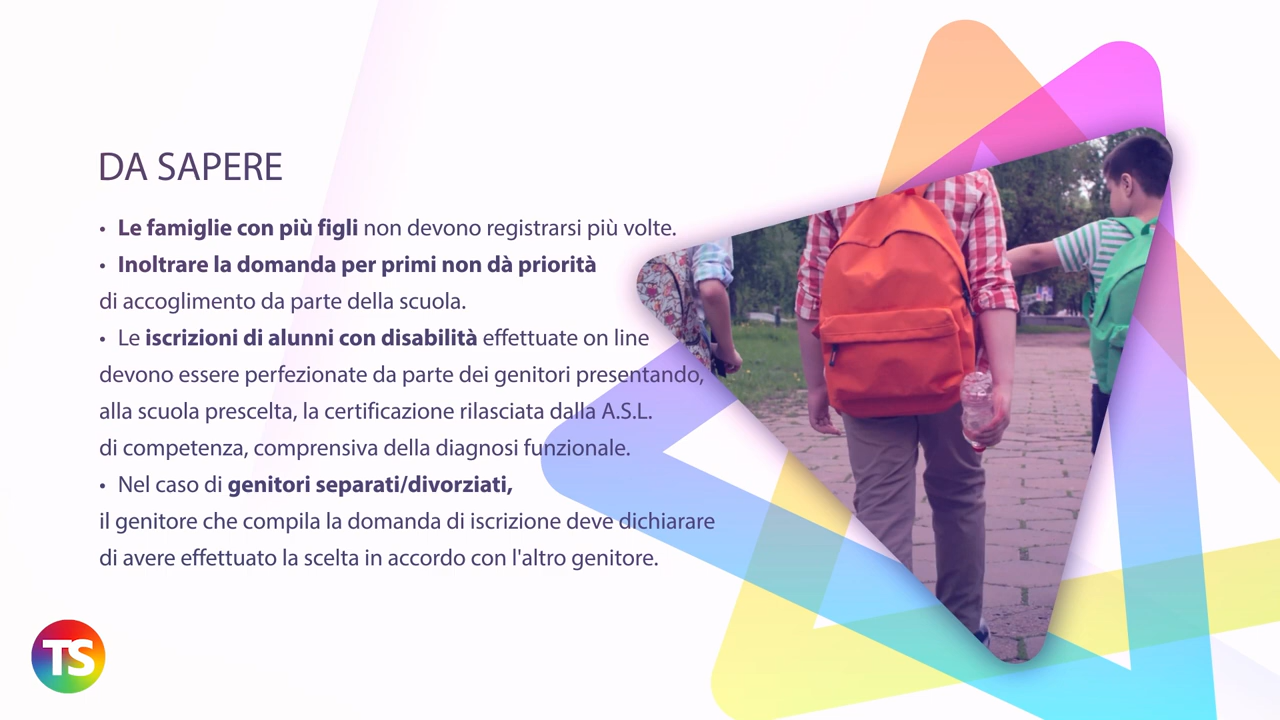 DA SAPERE
• Le famiglie con più figli non devono registrarsi più volte.
• Inoltrare la domanda per primi non dà priorità
di accoglimento da parte della scuola.
• Le iscrizioni di alunni con disabilità effettuate on line
devono essere perfezionate da parte dei genitori presentando,
alla scuola prescelta, la certificazione rilasciata dalla A.S.L.
di competenza, comprensiva della diagnosi funzionale.
• Nel caso di genitori separati/divorziati,
il genitore che compila la domanda di iscrizione deve dichiarare
di avere effettuato la scelta in accordo con l'altro genitore.
TS